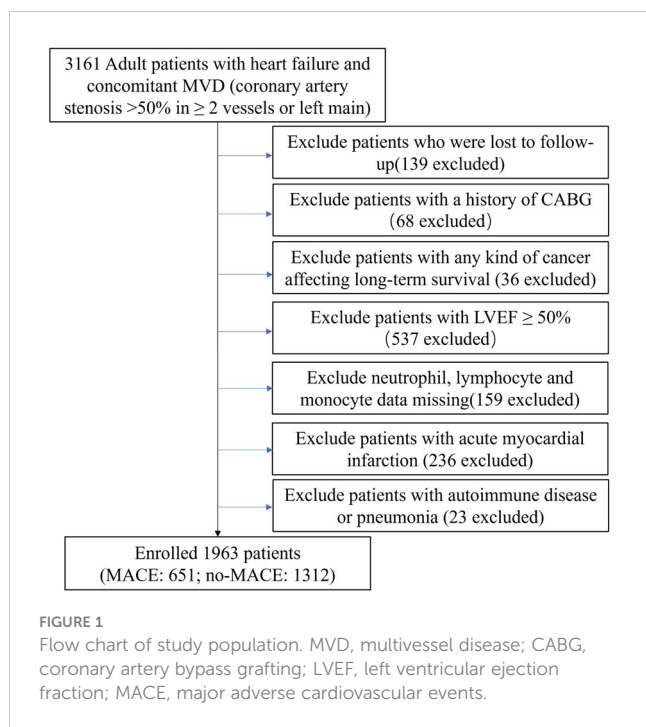 3161 Adult patients with heart failure and
concomitant MVD (coronary artery
stenosis >50% in ≥ 2 vessels or left main)
Exclude patients who were lost to follow-
up(139 excluded)
Exclude patients with a history of CABG
（68 excluded）
Exclude patients with any kind of cancer
affecting long-term survival (36 excluded)
Exclude patients with LVEF ≥ 50%
（537 excluded）
Exclude neutrophil, lymphocyte and
monocyte data missing(159 excluded)
Exclude patients with acute myocardial
infarction (236 excluded)
Exclude patients with autoimmune disease
or pneumonia (23 excluded)
Enrolled 1963 patients
(MACE: 651; no-MACE: 1312)
FIGURE 1
Flow chart of study population. MVD, multivessel disease; CABG,
coronary artery bypass grafting; LVEF, left ventricular ejection
fraction; MACE, major adverse cardiovascular events.